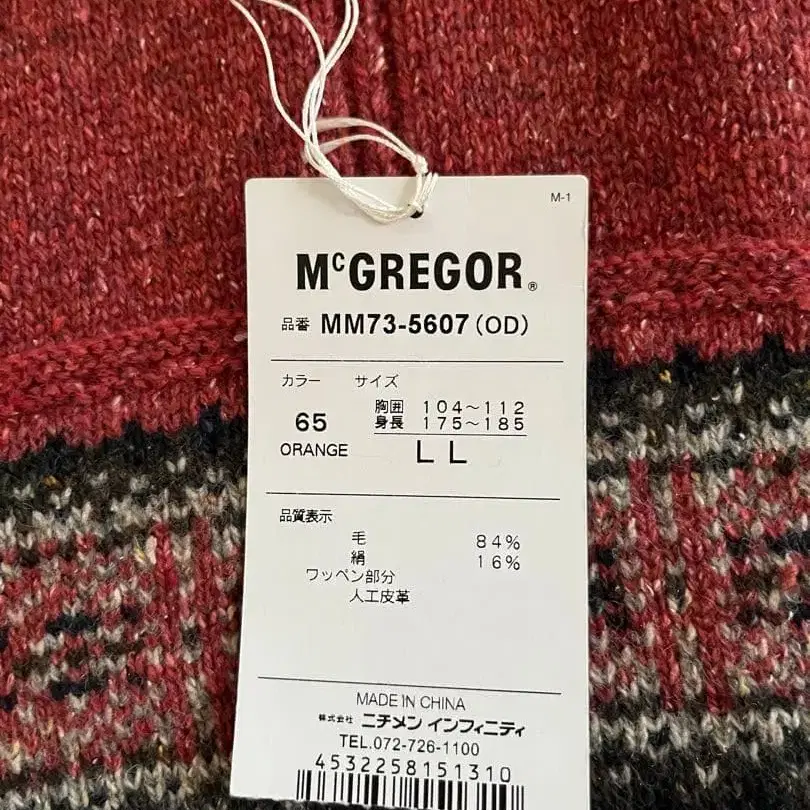 M-1
McGREGOR®
品番 MM73-5607(OD)
カラー サイズ
65 胸囲 104～112
身長 175～185
ORANGE LL
品質表示
毛 84%
絹 16%
ワッペン部分
人工皮革
MADE IN CHINA
株式会社 ニチメン インフィニティ
TEL.072-726-1100
4532258151310